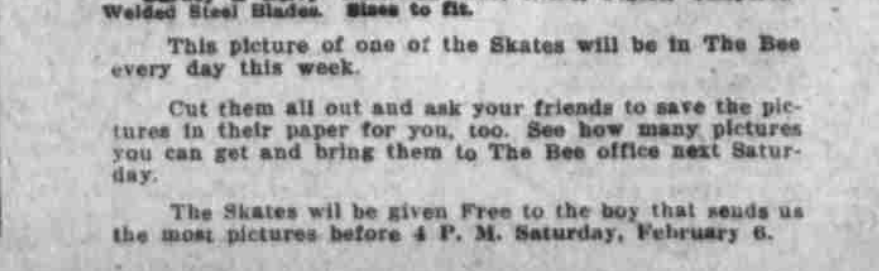 Welded Steel Blades. Sizes to fit.
This picture of one of the Skates will be in The Bee
every day this week.
Cut them all out and ask your friends to save the pic-
tures in their paper for you, too. See how many pictures
you can get and bring them to The Bee office next Satur-
day.
The Skates wil be given Free to the boy that sends us
the most pictures before 4 P. M. Saturday, February 6.